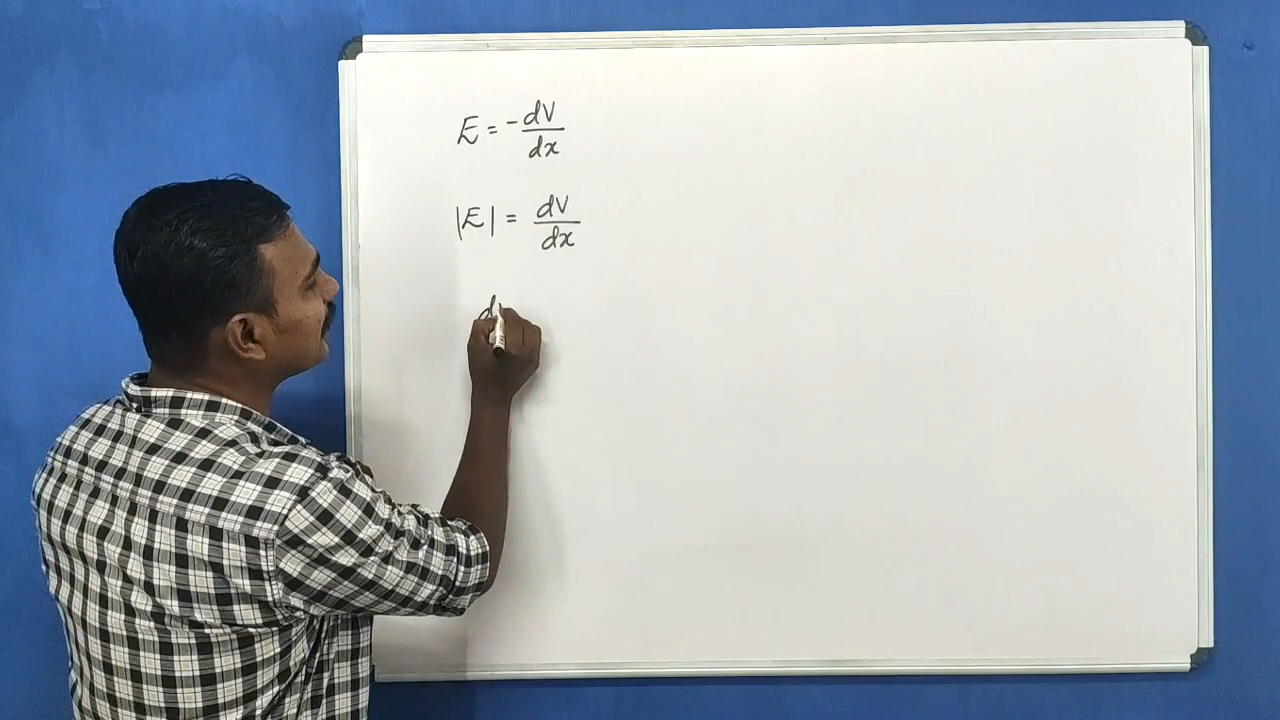 E = -dV/dx
|E| = dV/dx
d